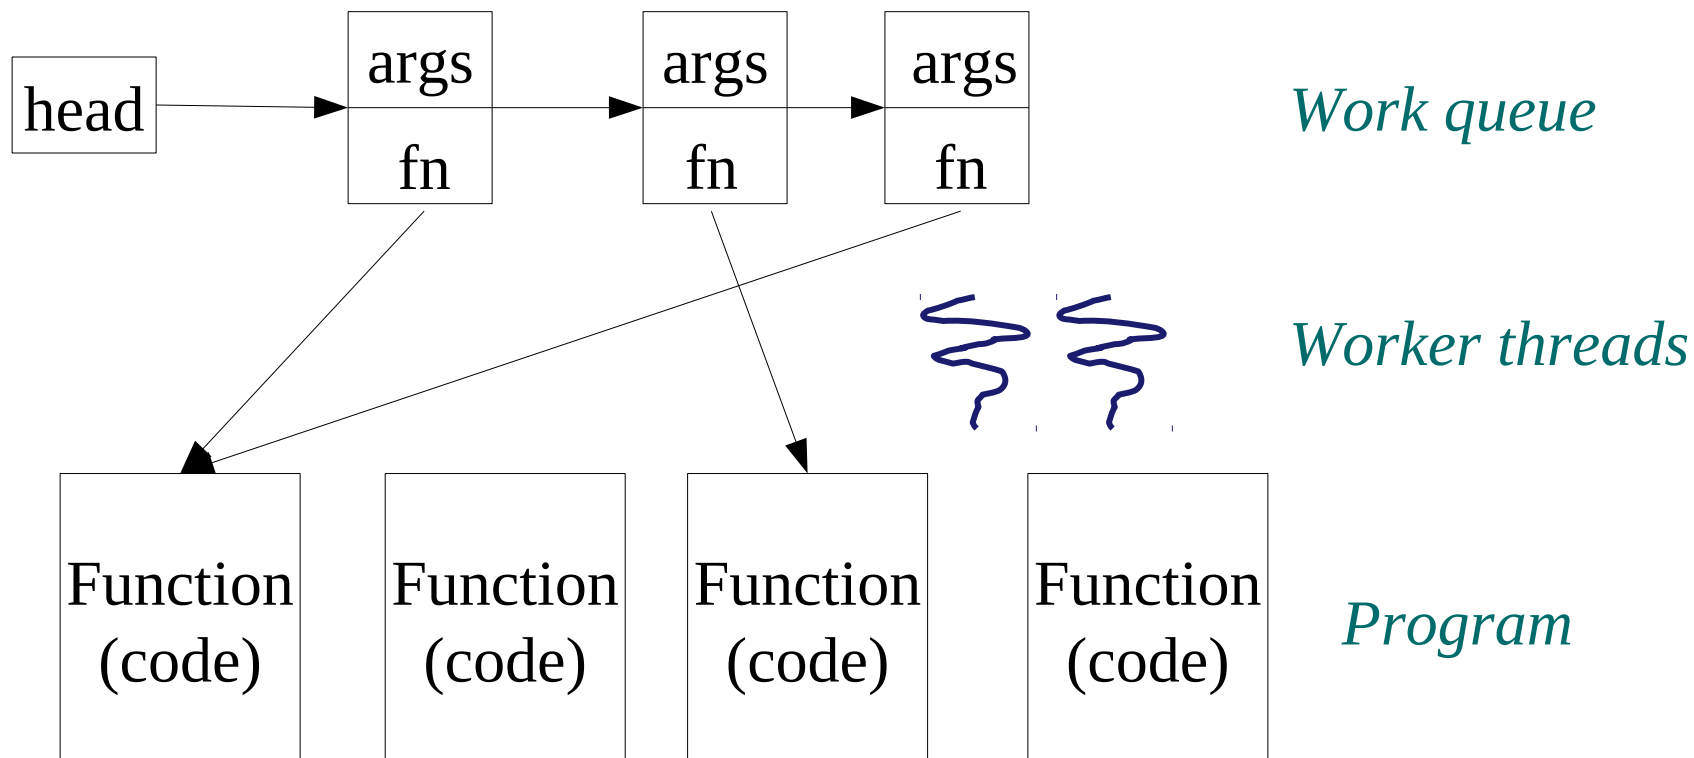 head
args
fn
args
fn
args
fn
Work queue
Worker threads
Function
(code)
Function
(code)
Function
(code)
Function
(code)
Program